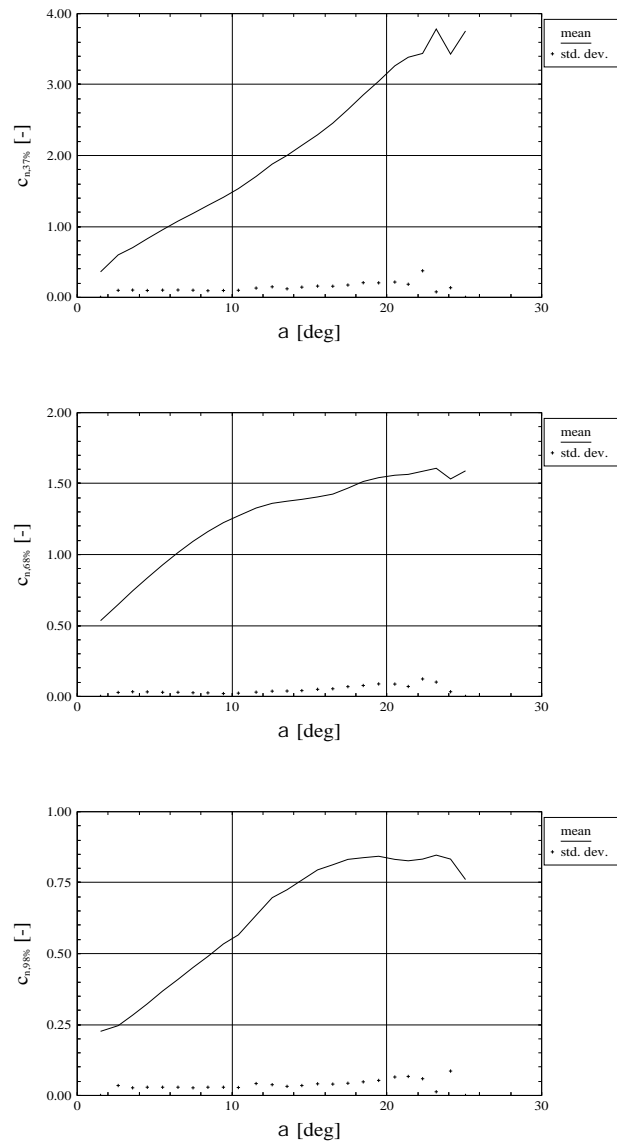 mean
std. dev.
4.00
3.00
2.00
1.00
0.00
c n,37% [-]
0
10
20
30
a [deg]
mean
std. dev.
2.00
1.50
1.00
0.50
0.00
c n,68% [-]
0
10
20
30
a [deg]
mean
std. dev.
1.00
0.75
0.50
0.25
0.00
c n,98% [-]
0
10
20
30
a [deg]